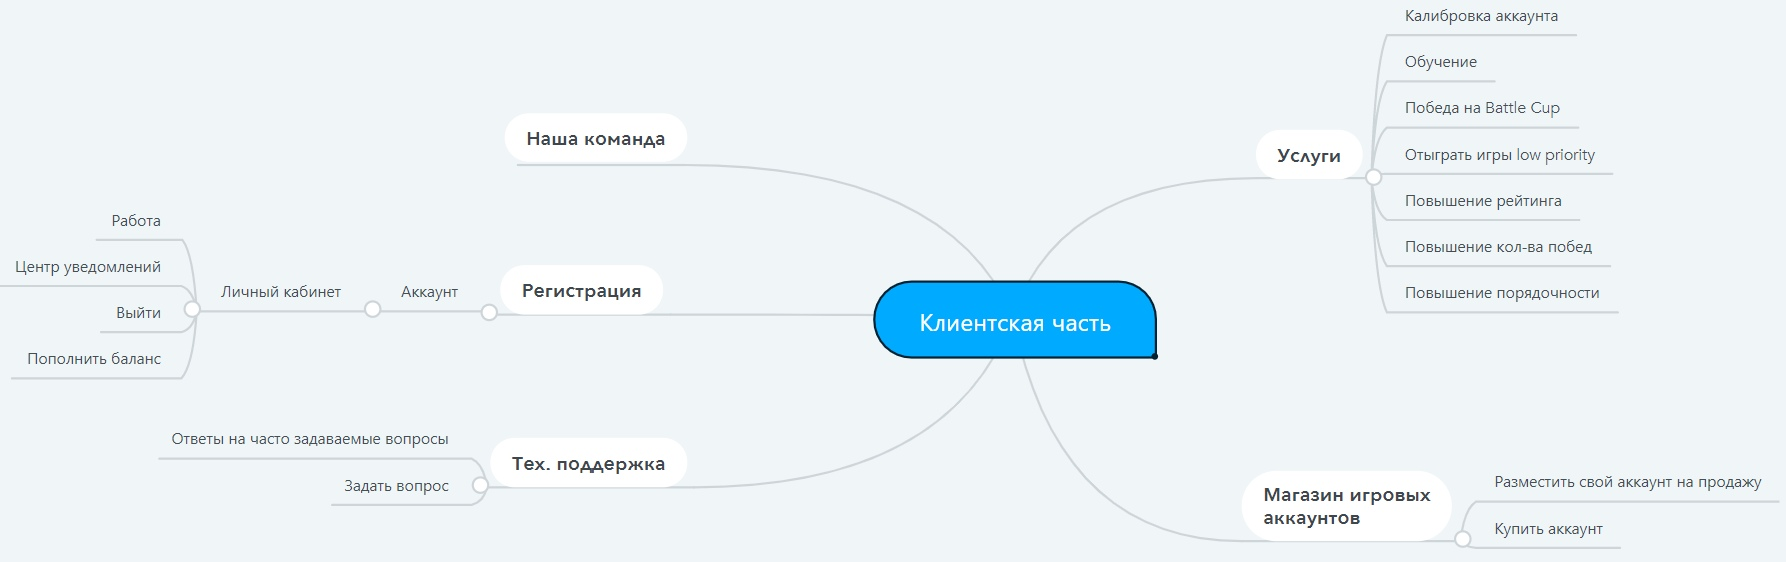 Клиентская часть
Наша команда
Регистрация
Аккаунт
Личный кабинет
Работа
Центр уведомлений
Выйти
Пополнить баланс
Тех. поддержка
Ответы на часто задаваемые вопросы
Задать вопрос
Услуги
Калибровка аккаунта
Обучение
Победа на Battle Cup
Отыграть игры low priority
Повышение рейтинга
Повышение кол-ва побед
Повышение порядочности
Магазин игровых
аккаунтов
Разместить свой аккаунт на продажу
Купить аккаунт